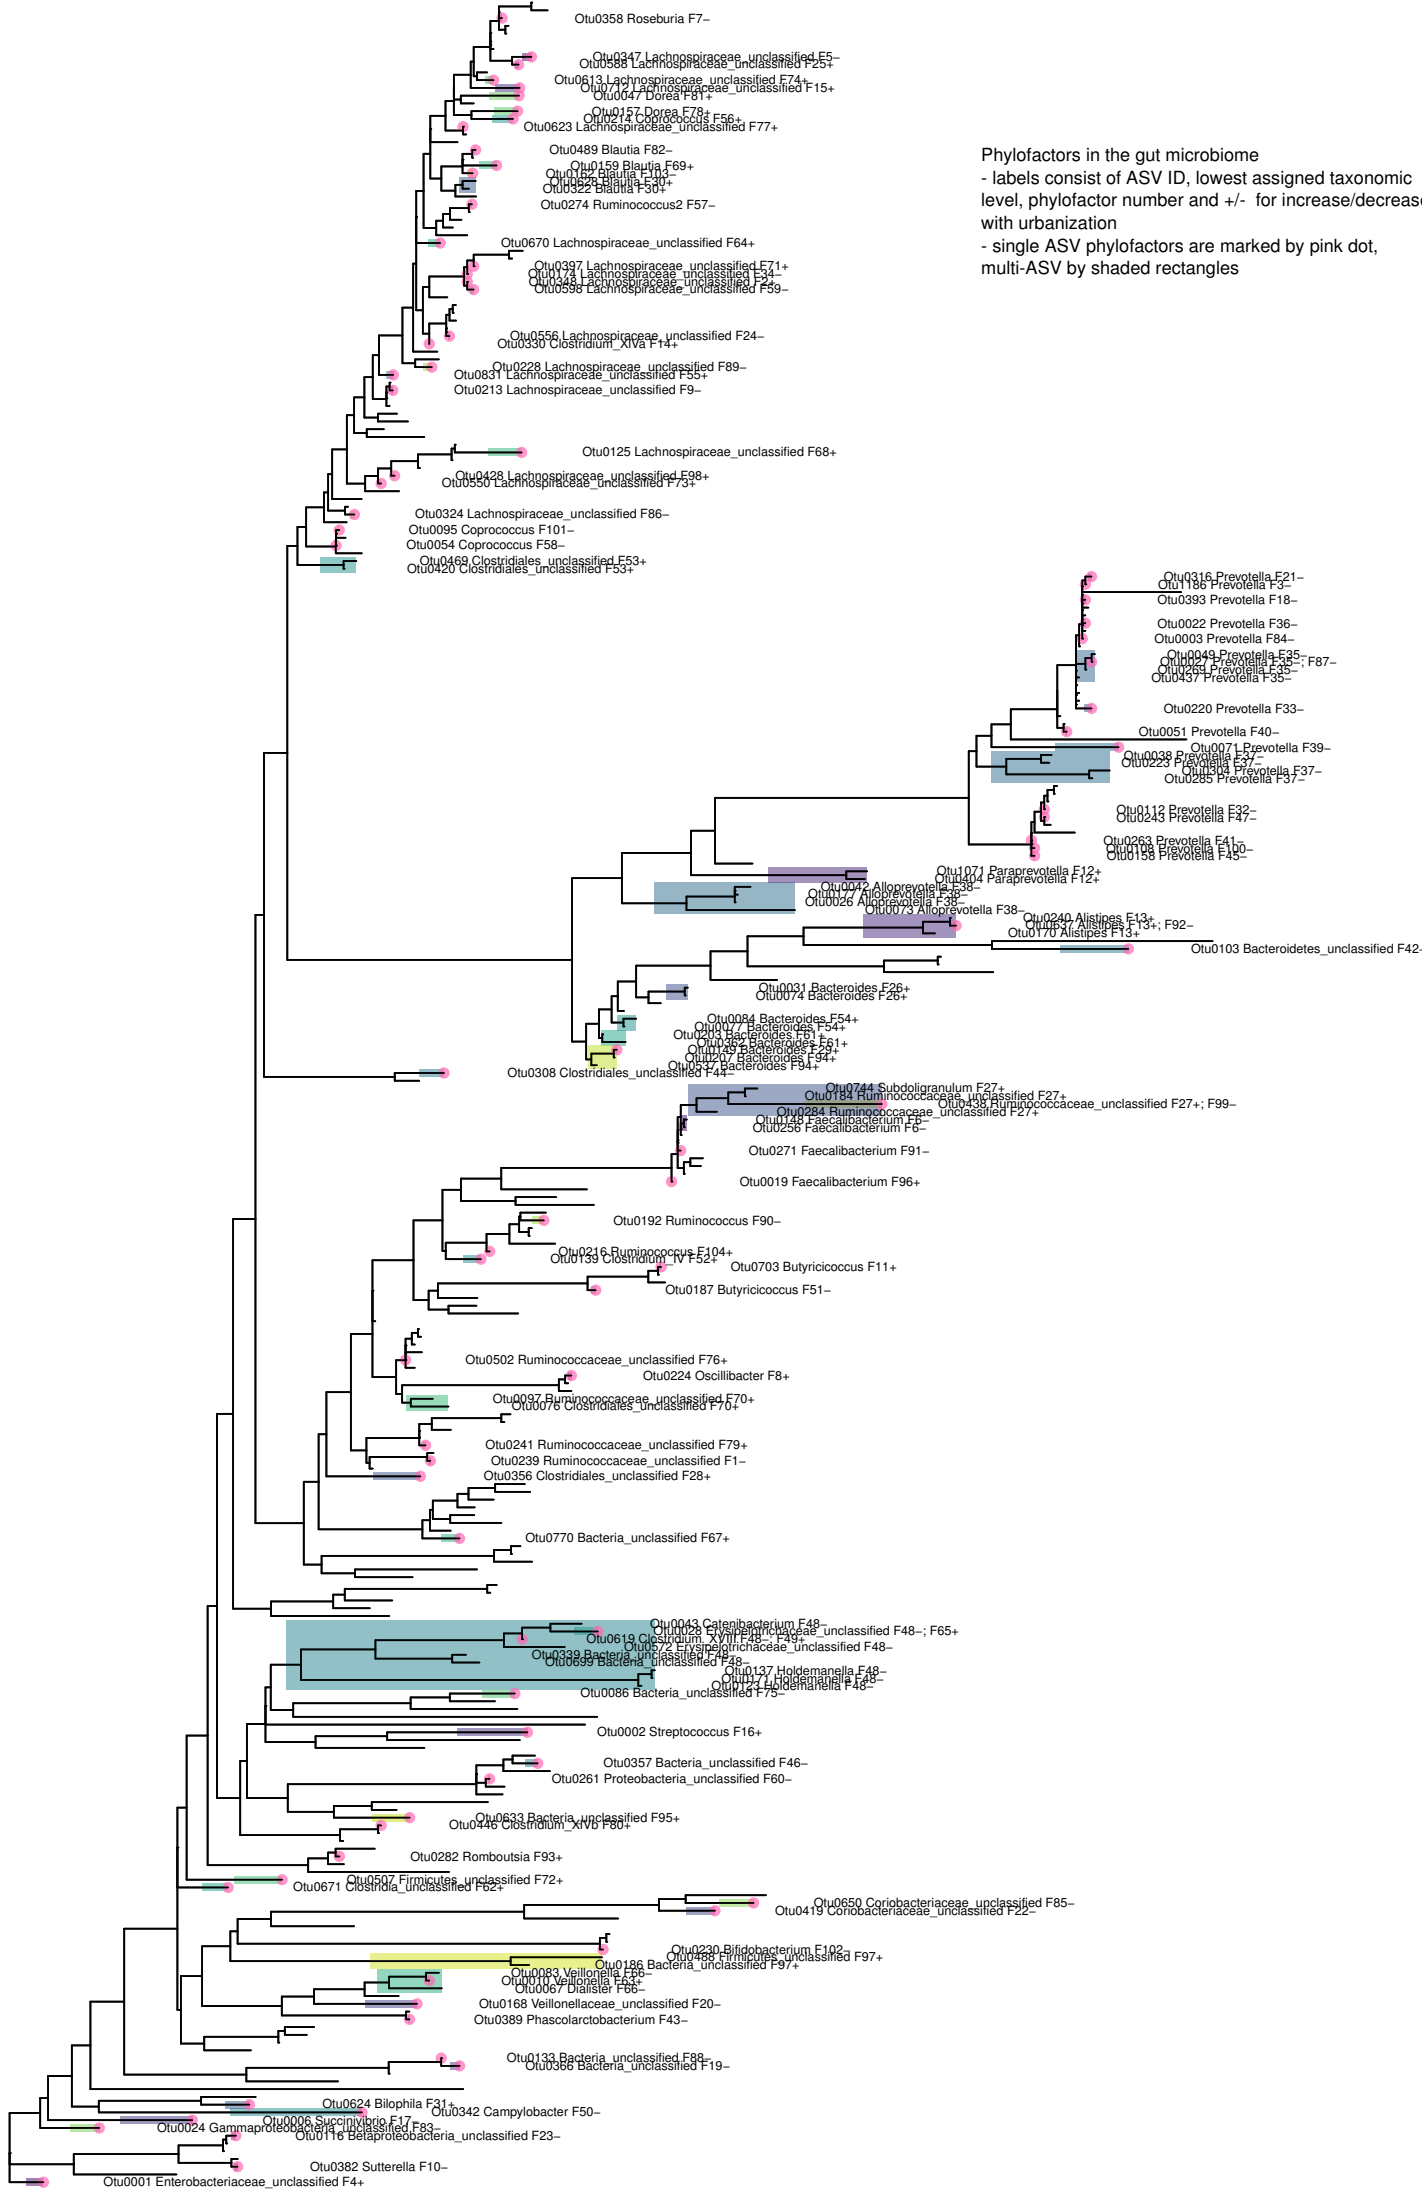 Otu0358 Roseburia F7−
Otu0347 Lachnospiraceae_unclassified F5−
Otu0588 Lachnospiraceae_unclassified F25+
Otu0613 Lachnospiraceae_unclassified F74+
Otu0712 Lachnospiraceae_unclassified F15+
Otu0047 Dorea F81+
Otu0157 Dorea F78+
Otu0214 Coprococcus F56+
Otu0623 Lachnospiraceae_unclassified F77+
Phylofactors in the gut microbiome
- labels consist of ASV ID, lowest assigned taxonomic
level, phylofactor number and +/-  for increase/decrease
with urbanization
- single ASV phylofactors are marked by pink dot,
multi-ASV by shaded rectangles
Otu0489 Blautia F82−
Otu0159 Blautia F69+
Otu0162 Blautia F103−
Otu0628 Blautia F30+
Otu0322 Blautia F30+
Otu0274 Ruminococcus2 F57−
Otu0670 Lachnospiraceae_unclassified F64+
Otu0397 Lachnospiraceae_unclassified F71+
Otu0174 Lachnospiraceae_unclassified F34−
Otu0348 Lachnospiraceae_unclassified F2+
Otu0598 Lachnospiraceae_unclassified F59−
Otu0556 Lachnospiraceae_unclassified F24−
Otu0330 Clostridium_XIVa F14+
Otu0228 Lachnospiraceae_unclassified F89−
Otu0831 Lachnospiraceae_unclassified F55+
Otu0213 Lachnospiraceae_unclassified F9−
Otu0125 Lachnospiraceae_unclassified F68+
Otu0428 Lachnospiraceae_unclassified F98+
Otu0550 Lachnospiraceae_unclassified F73+
Otu0324 Lachnospiraceae_unclassified F86−
Otu0095 Coprococcus F101−
Otu0054 Coprococcus F58−
Otu0469 Clostridiales_unclassified F53+
Otu0420 Clostridiales_unclassified F53+
Otu0316 Prevotella F21−
Otu1186 Prevotella F3−
Otu0393 Prevotella F18−
Otu0022 Prevotella F36−
Otu0003 Prevotella F84−
Otu0049 Prevotella F35−
Otu0027 Prevotella F35−; F87−
Otu0269 Prevotella F35−
Otu0437 Prevotella F35−
Otu0220 Prevotella F33−
Otu0051 Prevotella F40−
Otu0071 Prevotella F39−
Otu0038 Prevotella F37−
Otu0223 Prevotella F37−
Otu0304 Prevotella F37−
Otu0285 Prevotella F37−
Otu0112 Prevotella F32−
Otu0243 Prevotella F47−
Otu0263 Prevotella F41−
Otu0108 Prevotella F100−
Otu0158 Prevotella F45−
Otu1071 Paraprevotella F12+
Otu0404 Paraprevotella F12+
Otu0042 Alloprevotella F38−
Otu0177 Alloprevotella F38−
Otu0026 Alloprevotella F38−
Otu0073 Alloprevotella F38−
Otu0240 Alistipes F13+
Otu0637 Alistipes F13+; F92−
Otu0170 Alistipes F13+
Otu0103 Bacteroidetes_unclassified F42−
Otu0031 Bacteroides F26+
Otu0074 Bacteroides F26+
Otu0084 Bacteroides F54+
Otu0077 Bacteroides F54+
Otu0203 Bacteroides F61+
Otu0362 Bacteroides F61+
Otu0149 Bacteroides F29+
Otu0207 Bacteroides F94+
Otu0537 Bacteroides F94+
Otu0308 Clostridiales_unclassified F44−
Otu0744 Subdoligranulum F27+
Otu0184 Ruminococcaceae_unclassified F27+
Otu0438 Ruminococcaceae_unclassified F27+; F99−
Otu0284 Ruminococcaceae_unclassified F27+
Otu0148 Faecalibacterium F6−
Otu0256 Faecalibacterium F6−
Otu0271 Faecalibacterium F91−
Otu0019 Faecalibacterium F96+
Otu0192 Ruminococcus F90−
Otu0216 Ruminococcus F104+
Otu0139 Clostridium_IV F52+
Otu0703 Butyricicoccus F11+
Otu0187 Butyricicoccus F51−
Otu0502 Ruminococcaceae_unclassified F76+
Otu0224 Oscillibacter F8+
Otu0097 Ruminococcaceae_unclassified F70+
Otu0076 Clostridiales_unclassified F70+
Otu0241 Ruminococcaceae_unclassified F79+
Otu0239 Ruminococcaceae_unclassified F1−
Otu0356 Clostridiales_unclassified F28+
Otu0770 Bacteria_unclassified F67+
Otu0043 Catenibacterium F48−
Otu0028 Erysipelotrichaceae_unclassified F48−; F65+
Otu0619 Clostridium_XVIII F48−; F49+
Otu0572 Erysipelotrichaceae_unclassified F48−
Otu0339 Bacteria_unclassified F48−
Otu0699 Bacteria_unclassified F48−
Otu0137 Holdemanella F48−
Otu0171 Holdemanella F48−
Otu0123 Holdemanella F48−
Otu0086 Bacteria_unclassified F75−
Otu0002 Streptococcus F16+
Otu0357 Bacteria_unclassified F46−
Otu0261 Proteobacteria_unclassified F60−
Otu0633 Bacteria_unclassified F95+
Otu0446 Clostridium_XIVb F80+
Otu0282 Romboutsia F93+
Otu0507 Firmicutes_unclassified F72+
Otu0671 Clostridia_unclassified F62+
Otu0650 Coriobacteriaceae_unclassified F85−
Otu0419 Coriobacteriaceae_unclassified F22−
Otu0230 Bifidobacterium F102−
Otu0488 Firmicutes_unclassified F97+
Otu0186 Bacteria_unclassified F97+
Otu0083 Veillonella F66−
Otu0010 Veillonella F63+
Otu0067 Dialister F66−
Otu0168 Veillonellaceae_unclassified F20−
Otu0389 Phascolarctobacterium F43−
Otu0133 Bacteria_unclassified F88−
Otu0366 Bacteria_unclassified F19−
Otu0624 Bilophila F31+
Otu0342 Campylobacter F50−
Otu0006 Succinivibrio F17−
Otu0024 Gammaproteobacteria_unclassified F83−
Otu0116 Betaproteobacteria_unclassified F23−
Otu0382 Sutterella F10−
Otu0001 Enterobacteriaceae_unclassified F4+